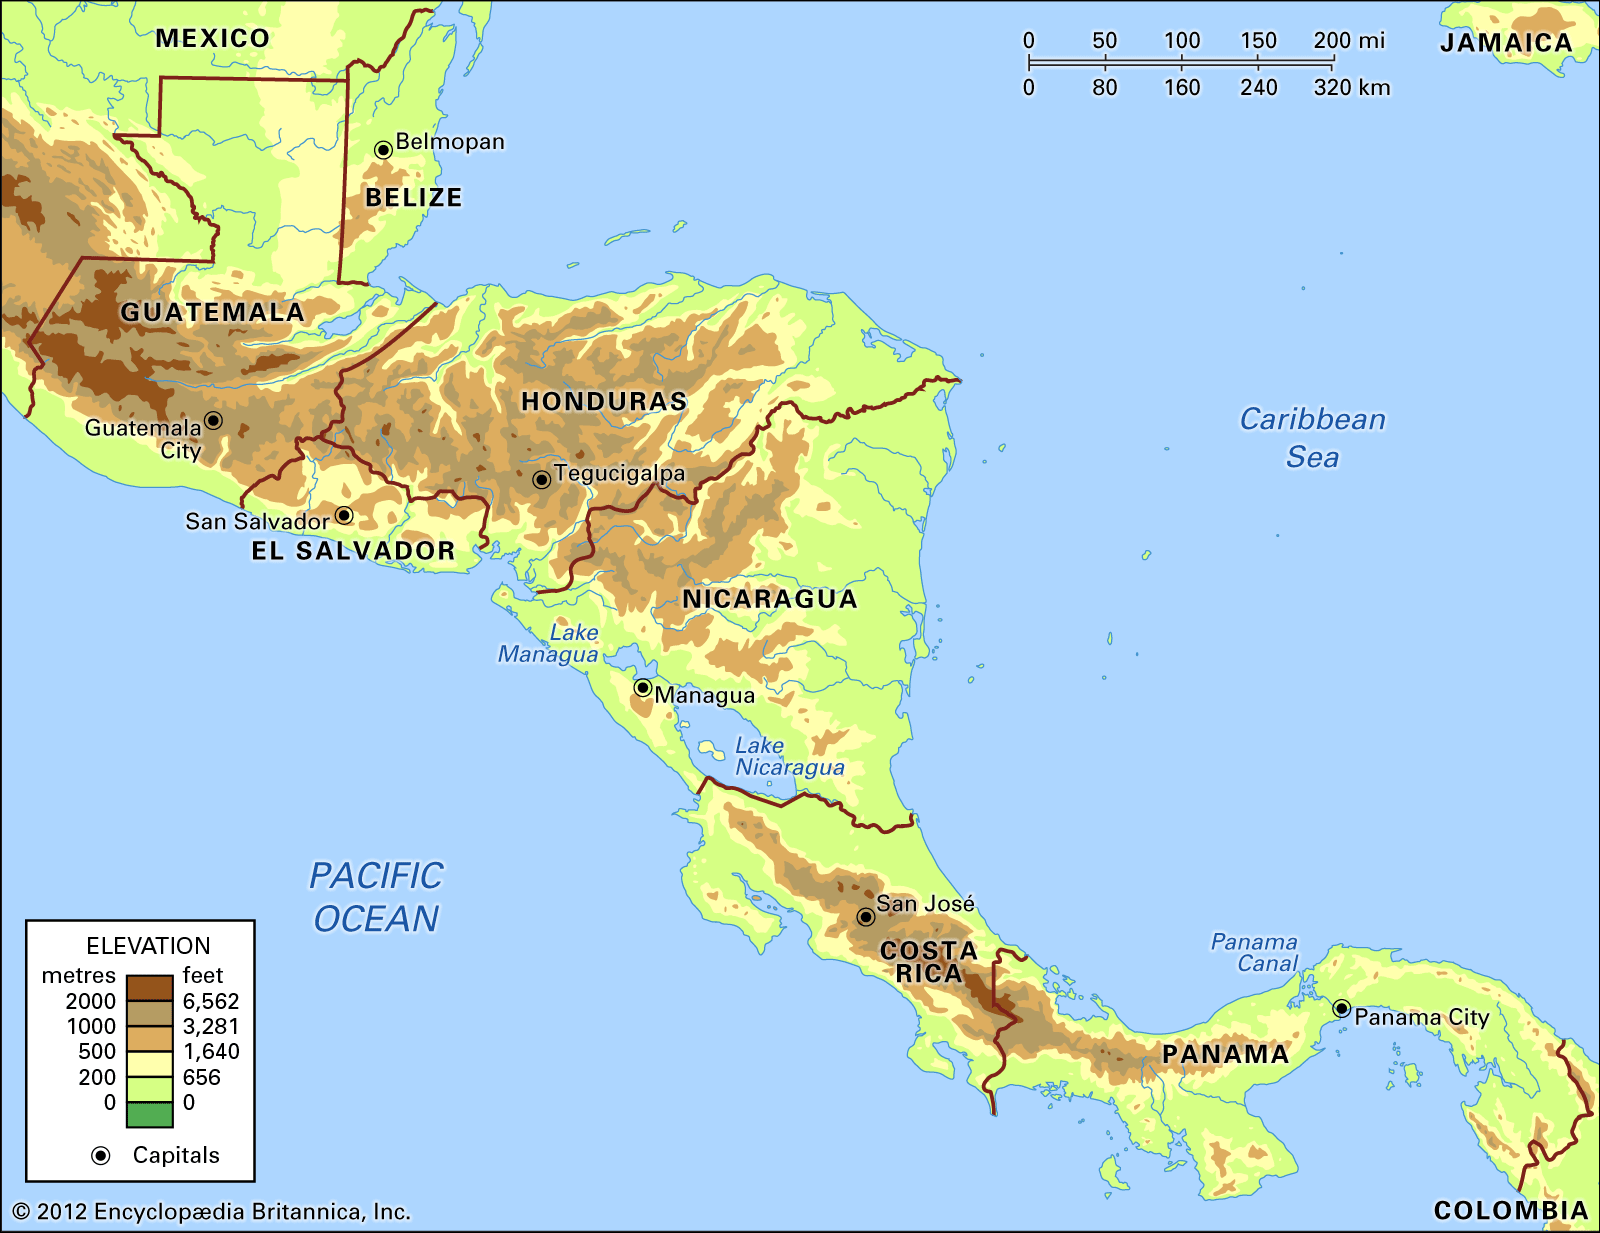 MEXICO
0 50 100 150 200 mi
0 80 160 240 320 km
JAMAICA
Belmopan
BELIZE
GUATEMALA
HONDURAS
Guatemala
City
Tegucigalpa
San Salvador
EL SALVADOR
Caribbean
Sea
NICARAGUA
Lake
Managua
Managua
Lake
Nicaragua
PACIFIC
OCEAN
San José
COSTA
RICA
Panama
Canal
Panama City
PANAMA
ELEVATION
metres feet
2000 6,562
1000 3,281
500 1,640
200 656
0 0
Capitals
© 2012 Encyclopædia Britannica, Inc.
COLOMBIA